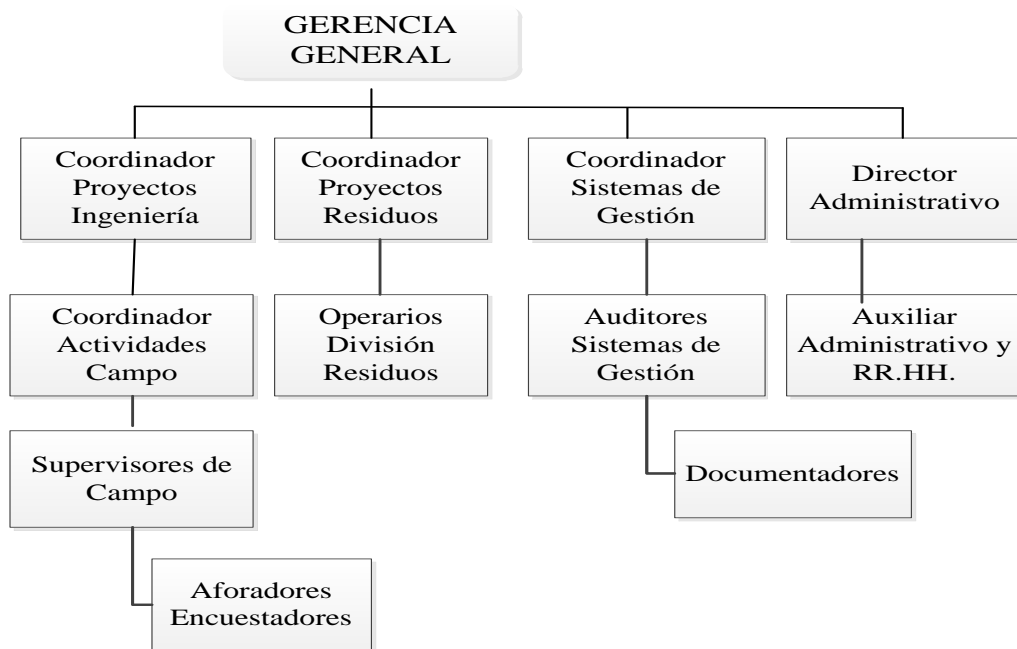 GERENCIA
GENERAL
Coordinador
Proyectos
Ingeniería
Coordinador
Proyectos
Residuos
Coordinador
Sistemas de
Gestión
Director
Administrativo
Coordinador
Actividades
Campo
Operarios
División
Residuos
Auditores
Sistemas de
Gestión
Auxiliar
Administrativo y
RR.HH.
Supervisores de
Campo
Documentadores
Aforadores
Encuestadores